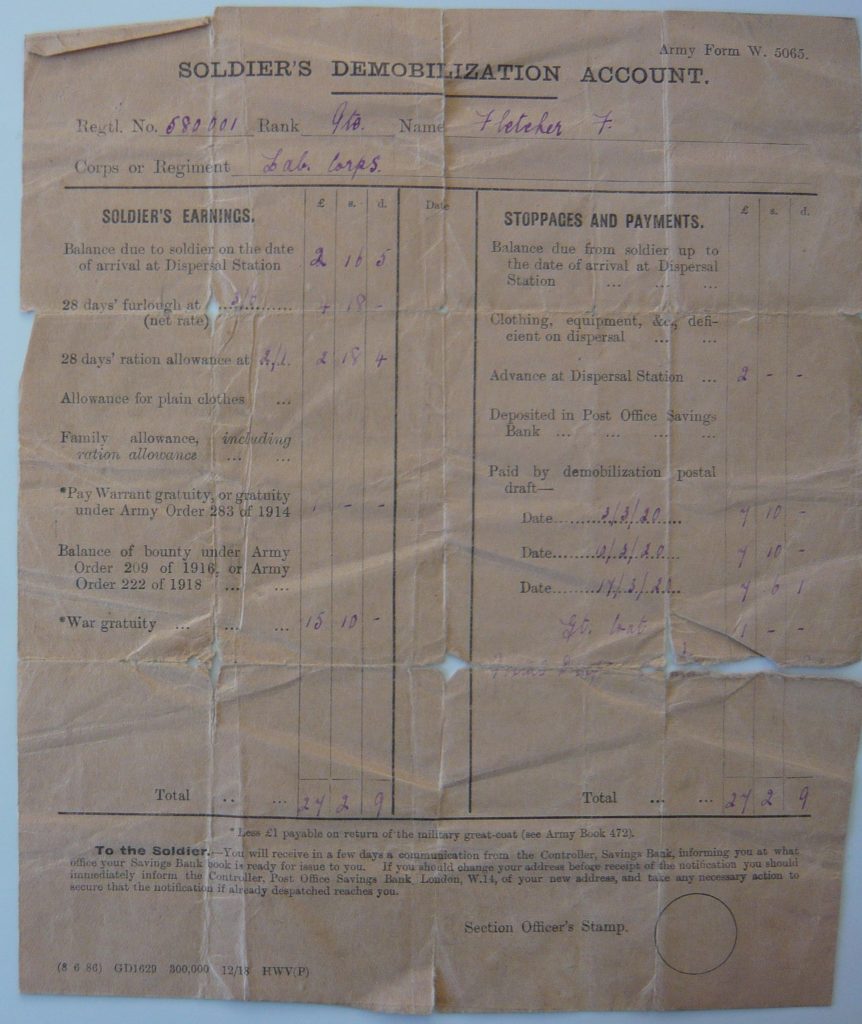 Army Form W. 5065.
SOLDIER'S DEMOBILIZATION ACCOUNT.
Regtl. No. 580001 Rank Pte. Name Fletcher F.
Corps or Regiment Lab. Corps.
SOLDIER'S EARNINGS. £ s. d. Date
Balance due to soldier on the date
of arrival at Dispersal Station 2 16 5
28 days' furlough at 3/6
(net rate) 4 18 -
28 days' ration allowance at 2/1. 2 18 4
Allowance for plain clothes ...
Family allowance, including
ration allowance ... ...
*Pay Warrant gratuity, or gratuity
under Army Order 283 of 1914 1 - -
Balance of bounty under Army
Order 209 of 1916, or Army
Order 222 of 1918 ... ...
*War gratuity ... ... ... 15 10 -
Total .. ... 27 2 9
STOPPAGES AND PAYMENTS. £ s. d.
Balance due from soldier up to
the date of arrival at Dispersal
Station ... ... ...
Clothing, equipment, &c., defi-
cient on dispersal ... ...
Advance at Dispersal Station ... 2 - -
Deposited in Post Office Savings
Bank ... ... ... ...
Paid by demobilization postal
draft—
Date 3/3/20 7 10 -
Date 10/3/20 7 10 -
Date 17/3/20 7 6 1
Gt. Coat 1 - -
Total ... ... 27 2 9
*Less £1 payable on return of the military great-coat (see Army Book 472).
To the Soldier.—You will receive in a few days a communication from the Controller, Savings Bank, informing you at what
office your Savings Bank book is ready for issue to you. If you should change your address before receipt of the notification you should
immediately inform the Controller, Post Office Savings Bank, London, W.14, of your new address, and take any necessary action to
secure that the notification if already despatched reaches you.
Section Officer's Stamp.
(8 6 86) GD1629 300,000 12/18 HWV(P)